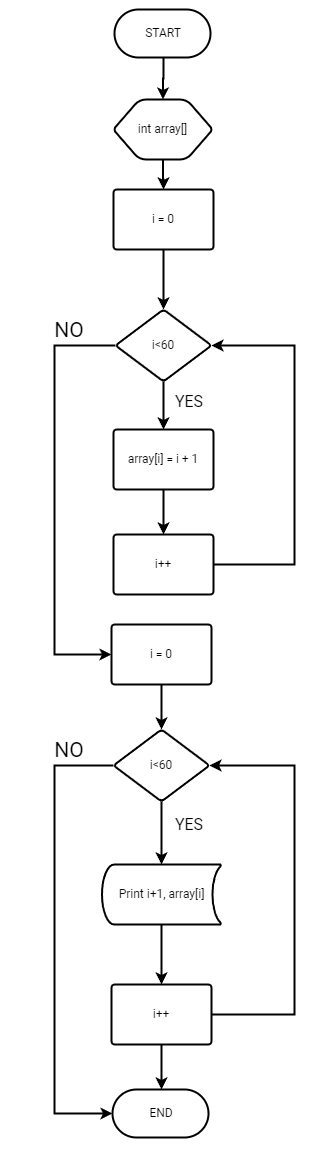 START
int array[]
i = 0
NO
i<60
YES
array[i] = i + 1
i++
i = 0
NO
i<60
YES
Print i+1, array[i]
i++
END